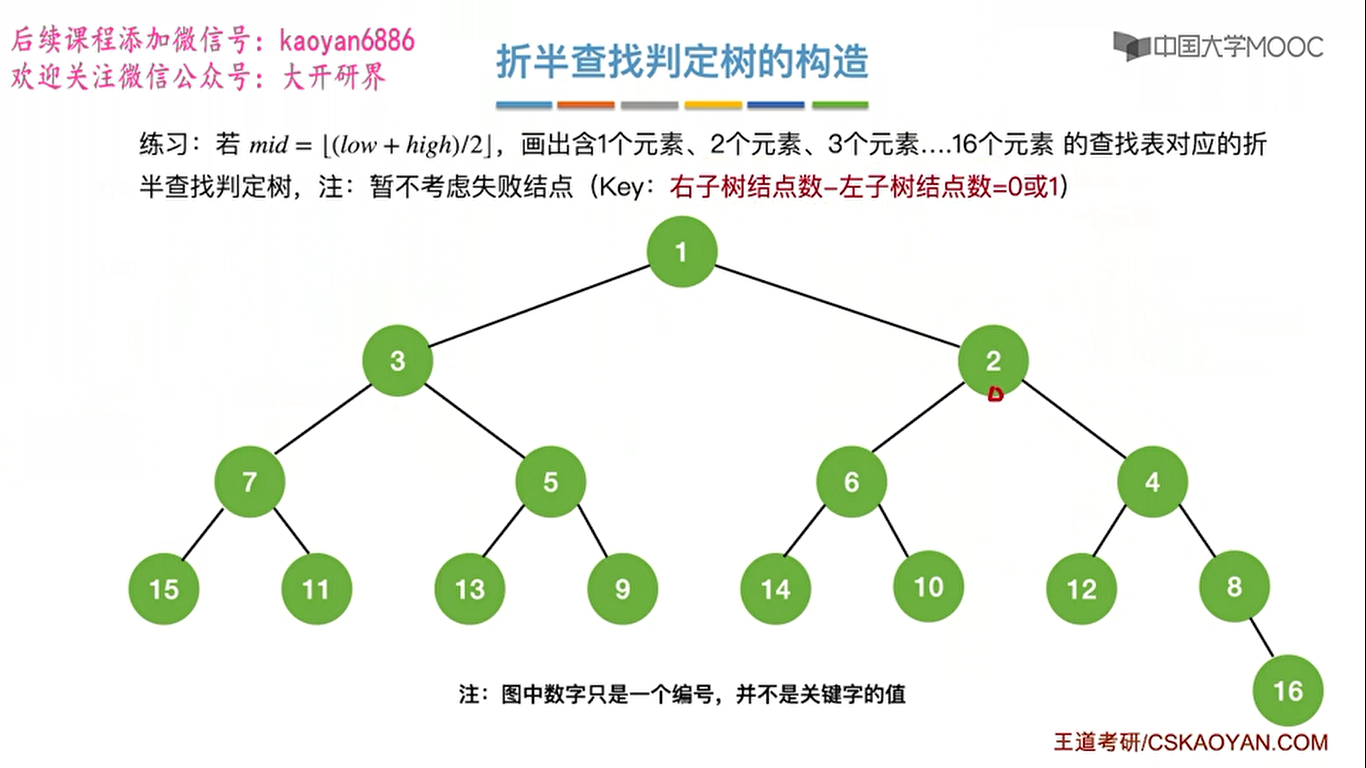 后续课程添加微信号：kaoyan6886
欢迎关注微信公众号：大开研界
折半查找判定树的构造
中国大学MOOC
练习：若 mid = ⌊(low + high)/2⌋，画出含1个元素、2个元素、3个元素....16个元素 的查找表对应的折
半查找判定树，注：暂不考虑失败结点（Key：右子树结点数–左子树结点数=0或1）
1
3 2
7 5 6 4
15 11 13 9 14 10 12 8
16
注：图中数字只是一个编号，并不是关键字的值
王道考研/CSKAOYAN.COM